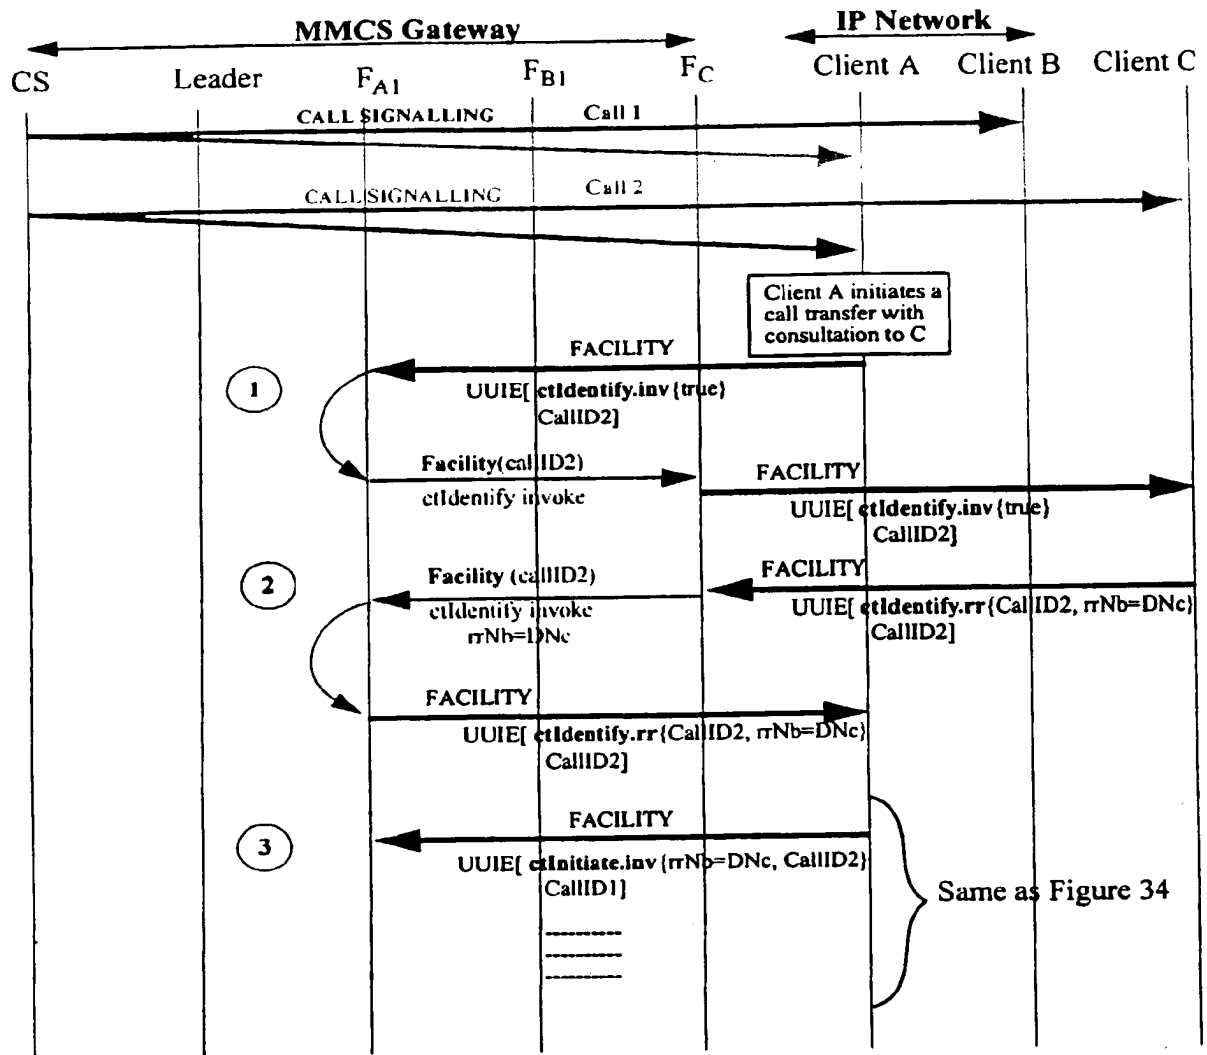 MMCS Gateway
IP Network
CS
Leader
FA1
FB1
FC
Client A
Client B
Client C
CALL SIGNALLING Call 1
CALL SIGNALLING Call 2
Client A initiates a
call transfer with
consultation to C
FACILITY
1
UUIE[ ctIdentify.inv{true}
CallID2]
Facility(callID2)
ctIdentify invoke
FACILITY
UUIE[ ctIdentify.inv{true}
CallID2]
2
Facility (callID2)
ctIdentify invoke
rrNb=DNc
FACILITY
UUIE[ ctIdentify.rr{CallID2, rrNb=DNc}
CallID2]
FACILITY
UUIE[ ctIdentify.rr{CallID2, rrNb=DNc}
CallID2]
3
FACILITY
UUIE[ ctInitiate.inv{rrNb=DNc, CallID2}
CallID1]
Same as Figure 34